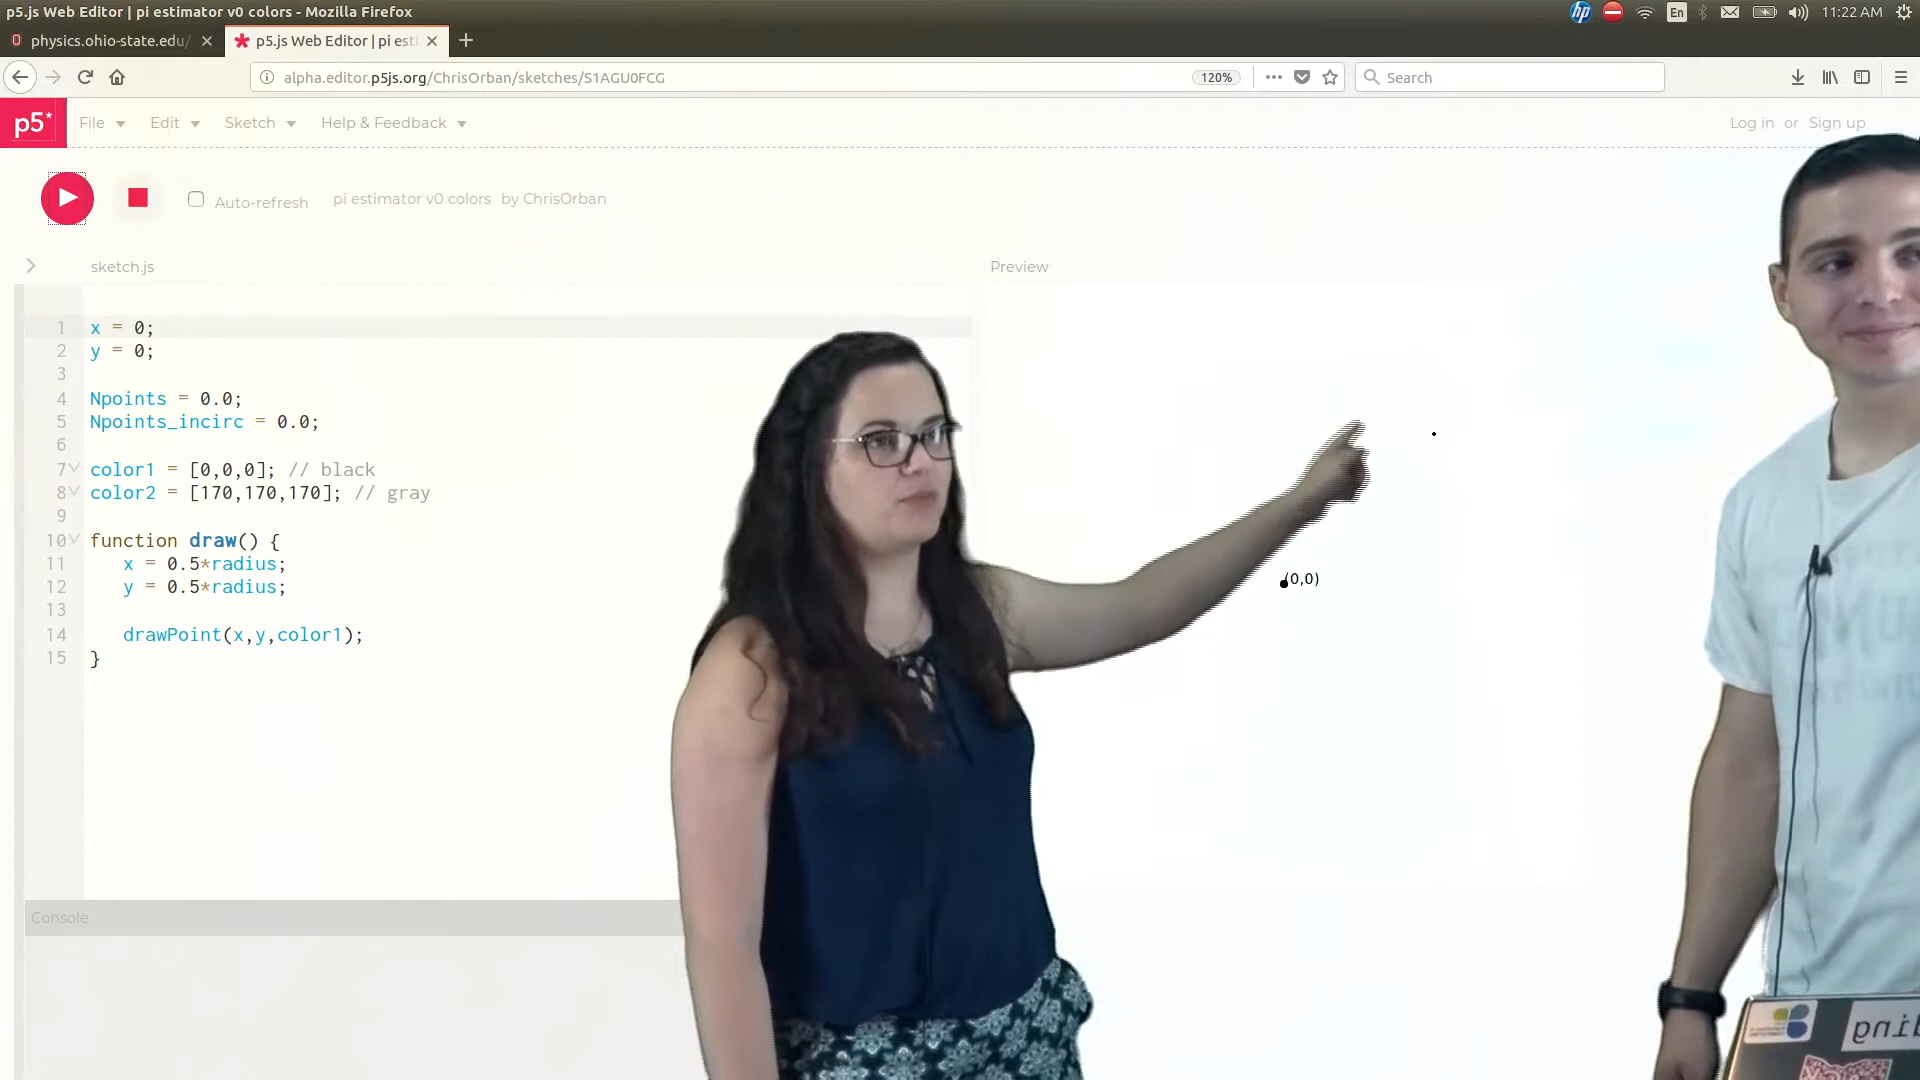 p5.js Web Editor | pi estimator v0 colors - Mozilla Firefox
En
11:22 AM
physics.ohio-state.edu/
p5.js Web Editor | pi est
alpha.editor.p5js.org/ChrisOrban/sketches/S1AGU0FCG
120%
Search
p5*
File
Edit
Sketch
Help & Feedback
Log in or Sign up
Auto-refresh
pi estimator v0 colors by ChrisOrban
sketch.js
Preview
1 x = 0;
2 y = 0;
3
4 Npoints = 0.0;
5 Npoints_incirc = 0.0;
6
7 color1 = [0,0,0]; // black
8 color2 = [170,170,170]; // gray
9
10 function draw() {
11 x = 0.5*radius;
12 y = 0.5*radius;
13
14 drawPoint(x,y,color1);
15 }
(0,0)
Console